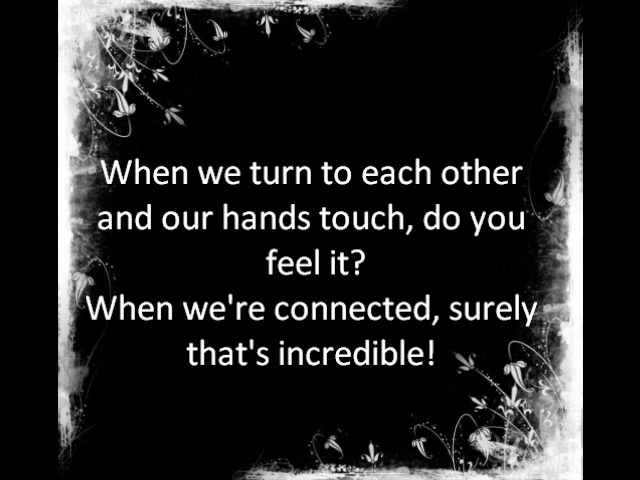 When we turn to each other
and our hands touch, do you
feel it?
When we're connected, surely
that's incredible!